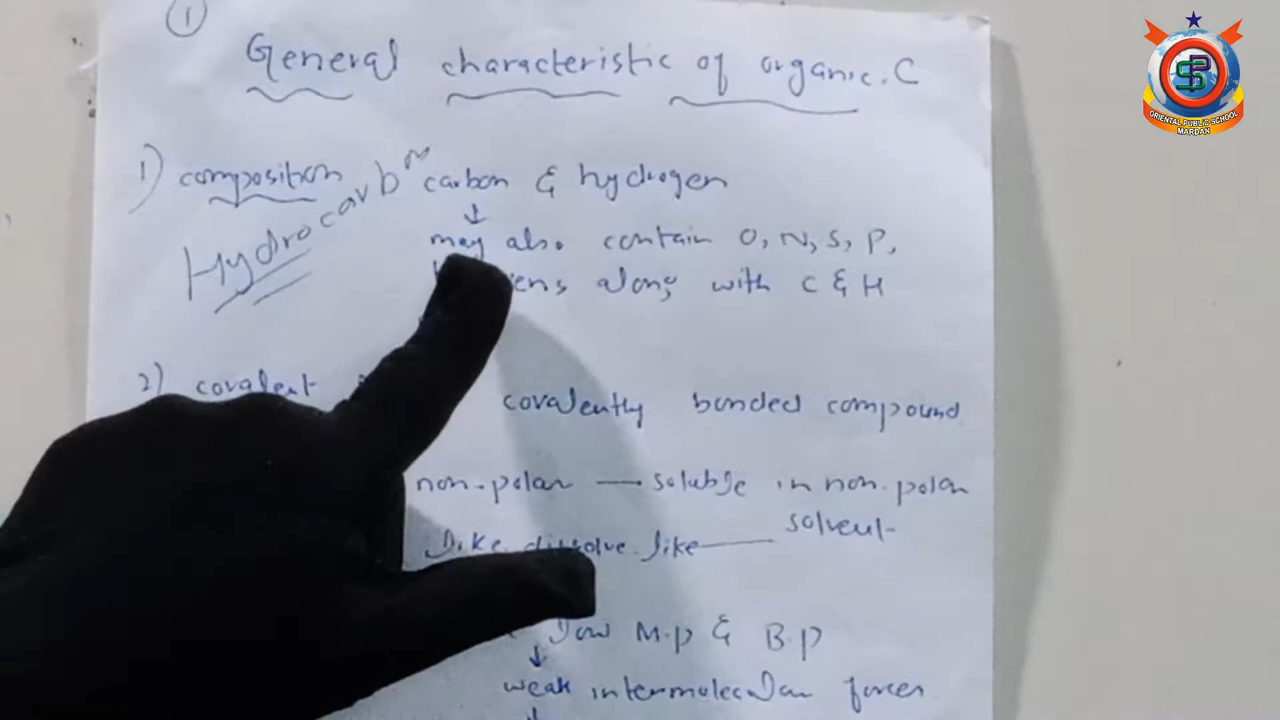 1
General characteristic of organic. C
1) composition carbon & hydrogen
Hydrocarbon
may also contain O, N, S, P,
along with C & H
2) covalent
covalently bonded compound
non-polar — soluble in non-polar
solvent
like dissolve like
low M.p & B.p
weak intermolecular forces
ORIENTAL PUBLIC SCHOOL
MARDAN